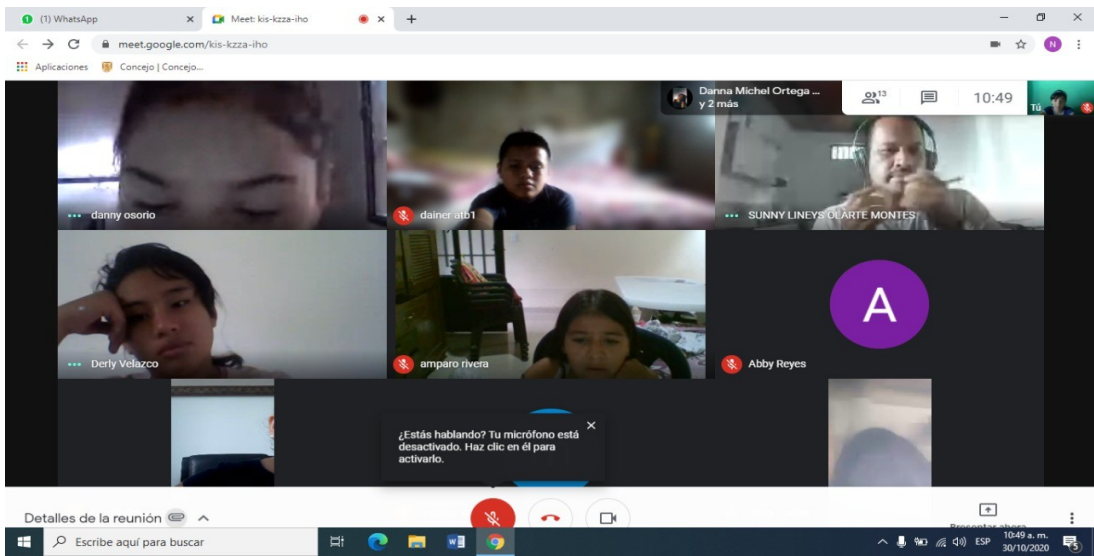 (1) WhatsApp
Meet: kis-kzza-iho
meet.google.com/kis-kzza-iho
N
Aplicaciones
Concejo | Concejo...
Danna Michel Ortega ...
y 2 más
13
10:49
Tú
danny osorio
dainer atb1
SUNNY LINEYS OLARTE MONTES
Derly Velazco
amparo rivera
A
Abby Reyes
¿Estás hablando? Tu micrófono está
desactivado. Haz clic en él para
activarlo.
Detalles de la reunión
Presentar ahora
Escribe aquí para buscar
ESP
10:49 a. m.
30/10/2020
5